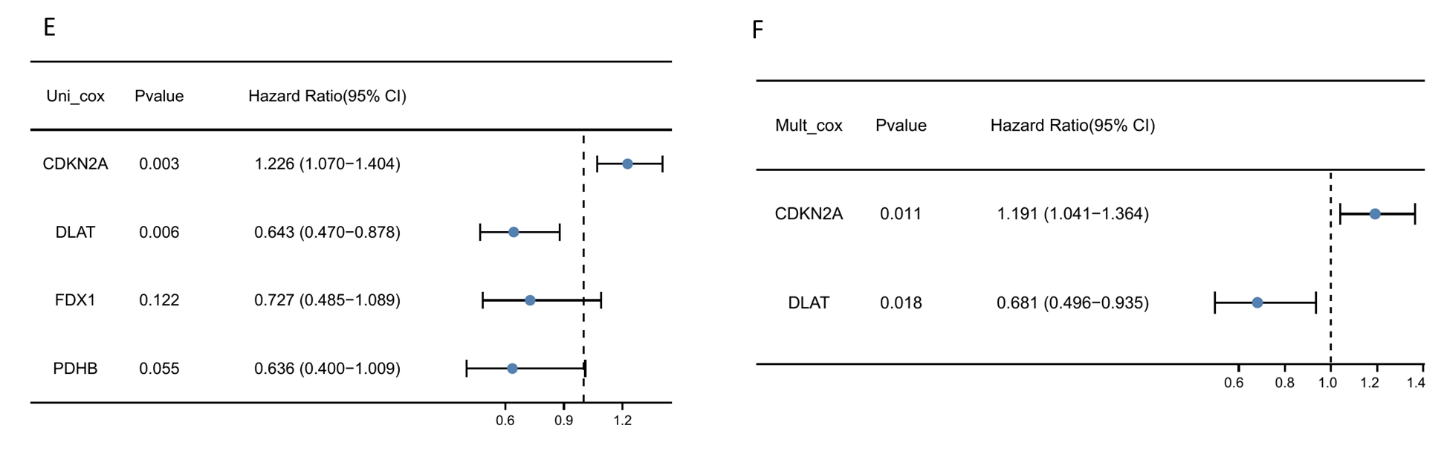 E
Uni_cox Pvalue Hazard Ratio(95% CI)
CDKN2A 0.003 1.226 (1.070−1.404)
DLAT 0.006 0.643 (0.470−0.878)
FDX1 0.122 0.727 (0.485−1.089)
PDHB 0.055 0.636 (0.400−1.009)
0.6 0.9 1.2
F
Mult_cox Pvalue Hazard Ratio(95% CI)
CDKN2A 0.011 1.191 (1.041−1.364)
DLAT 0.018 0.681 (0.496−0.935)
0.6 0.8 1.0 1.2 1.4